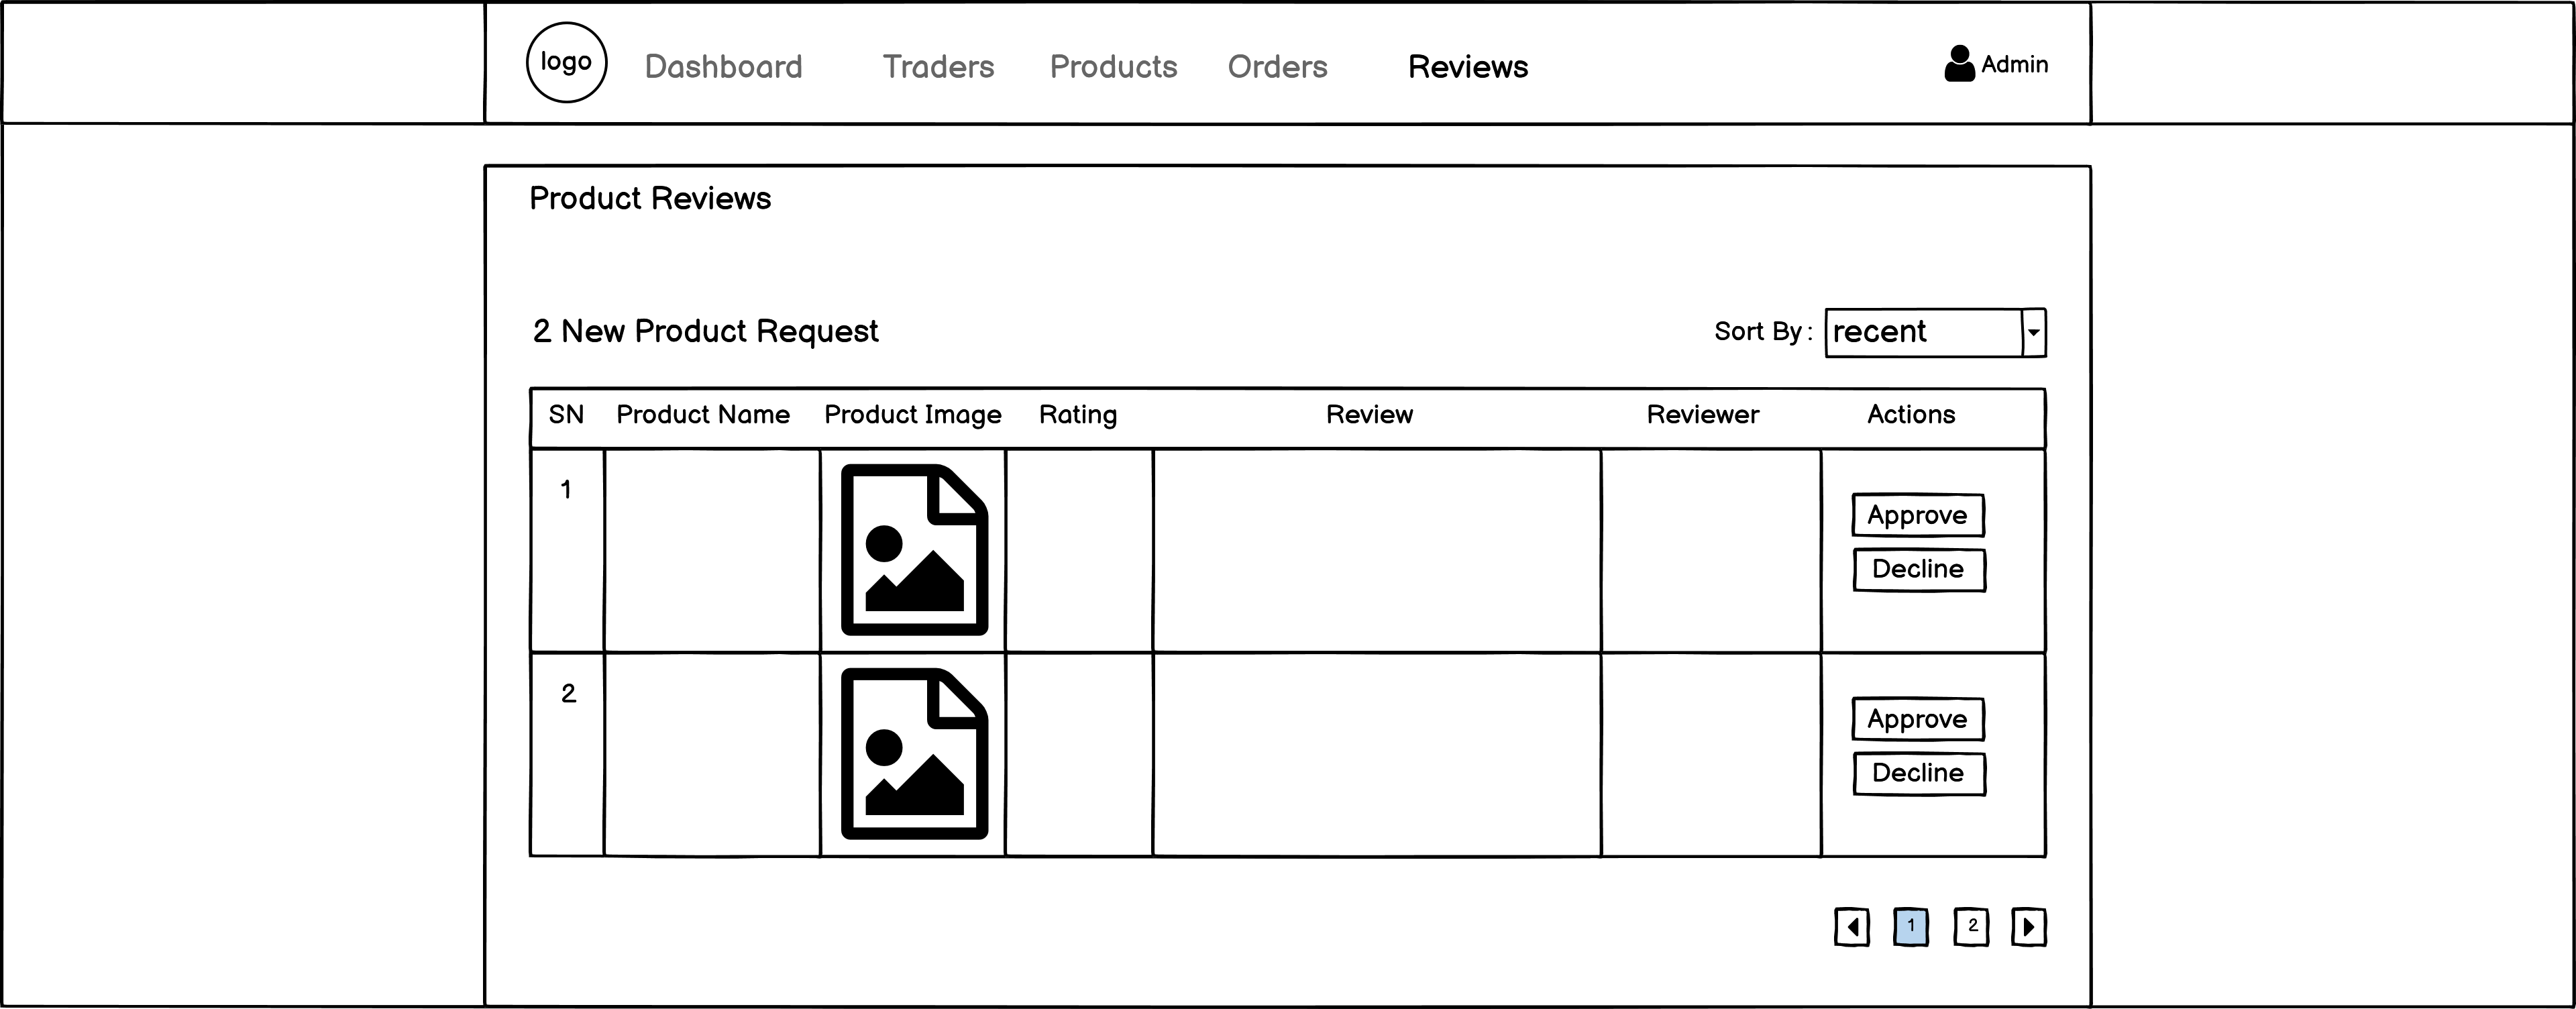 logo Dashboard Traders Products Orders Reviews Admin
Product Reviews
2 New Product Request Sort By : recent
SN Product Name Product Image Rating Review Reviewer Actions
1
Approve
Decline
2
Approve
Decline
1 2